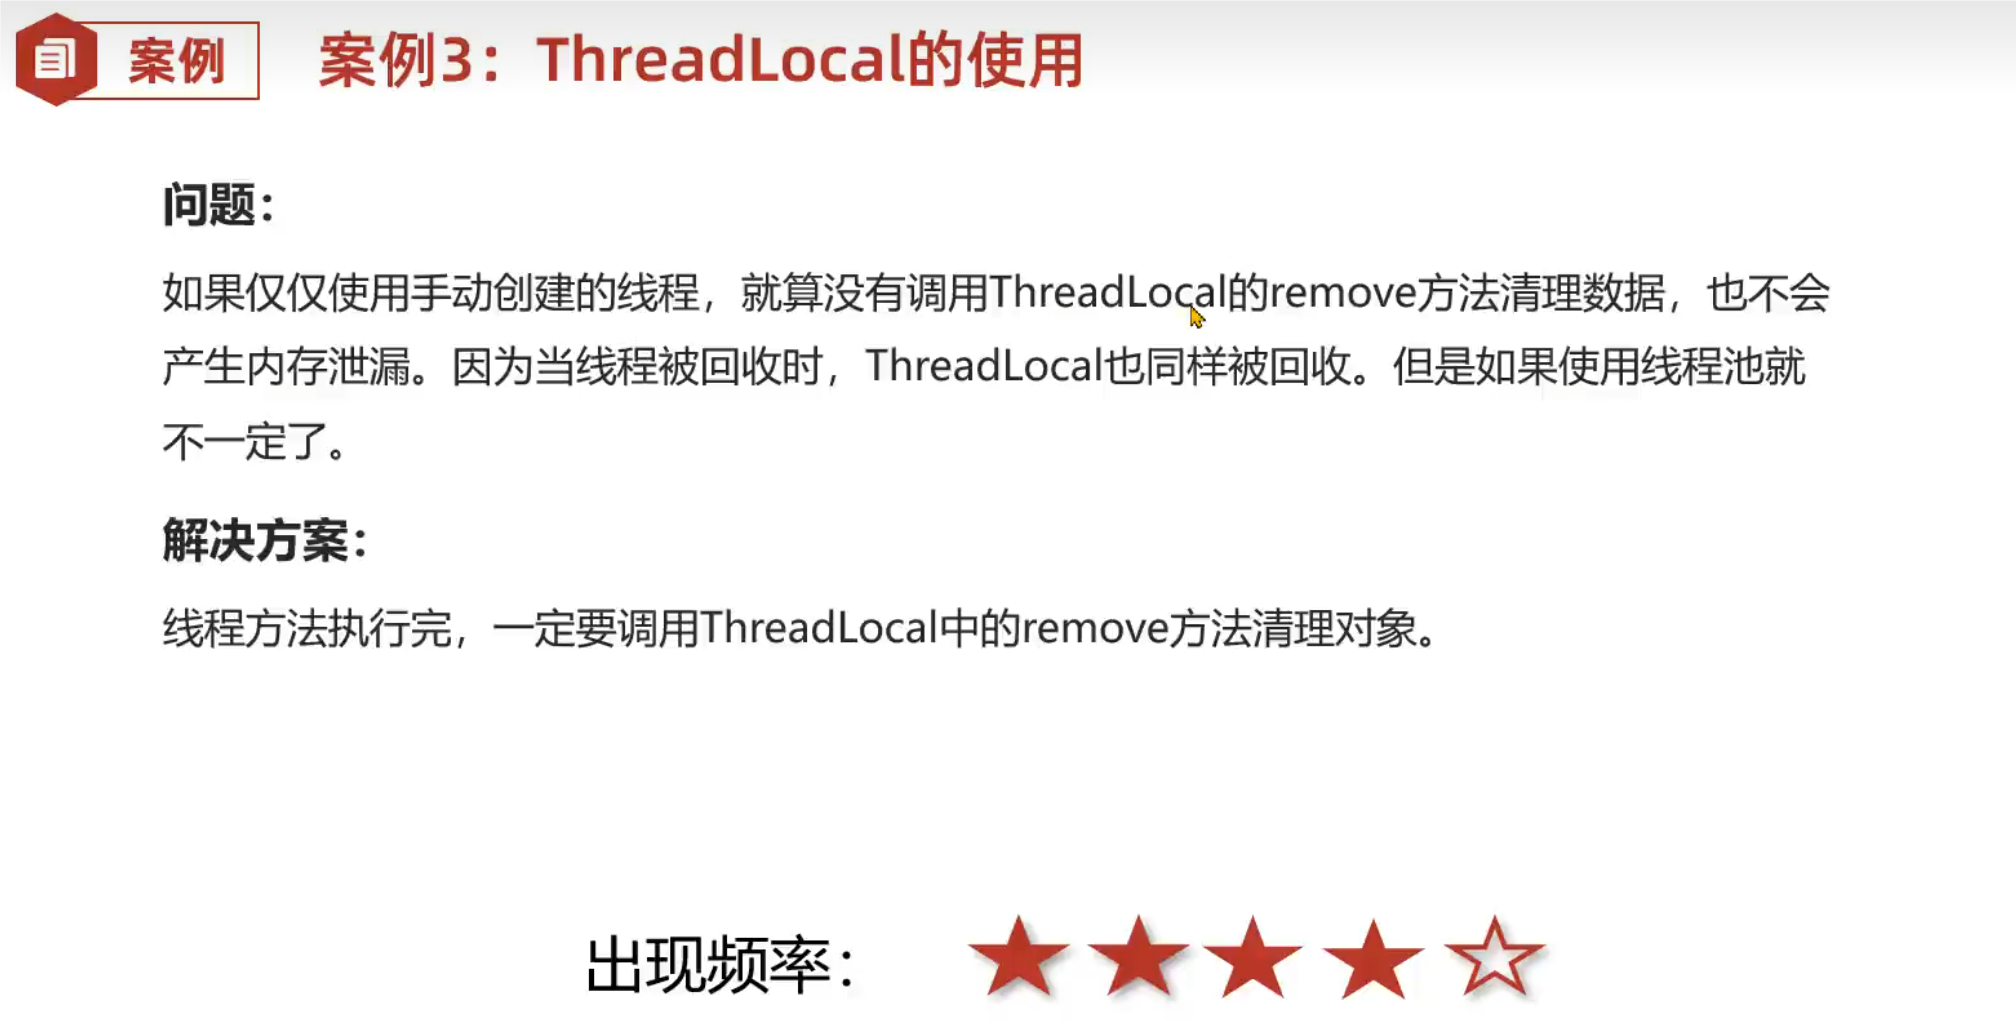 案例
案例3：ThreadLocal的使用
问题：
如果仅仅使用手动创建的线程，就算没有调用ThreadLocal的remove方法清理数据，也不会
产生内存泄漏。因为当线程被回收时，ThreadLocal也同样被回收。但是如果使用线程池就
不一定了。
解决方案：
线程方法执行完，一定要调用ThreadLocal中的remove方法清理对象。
出现频率：